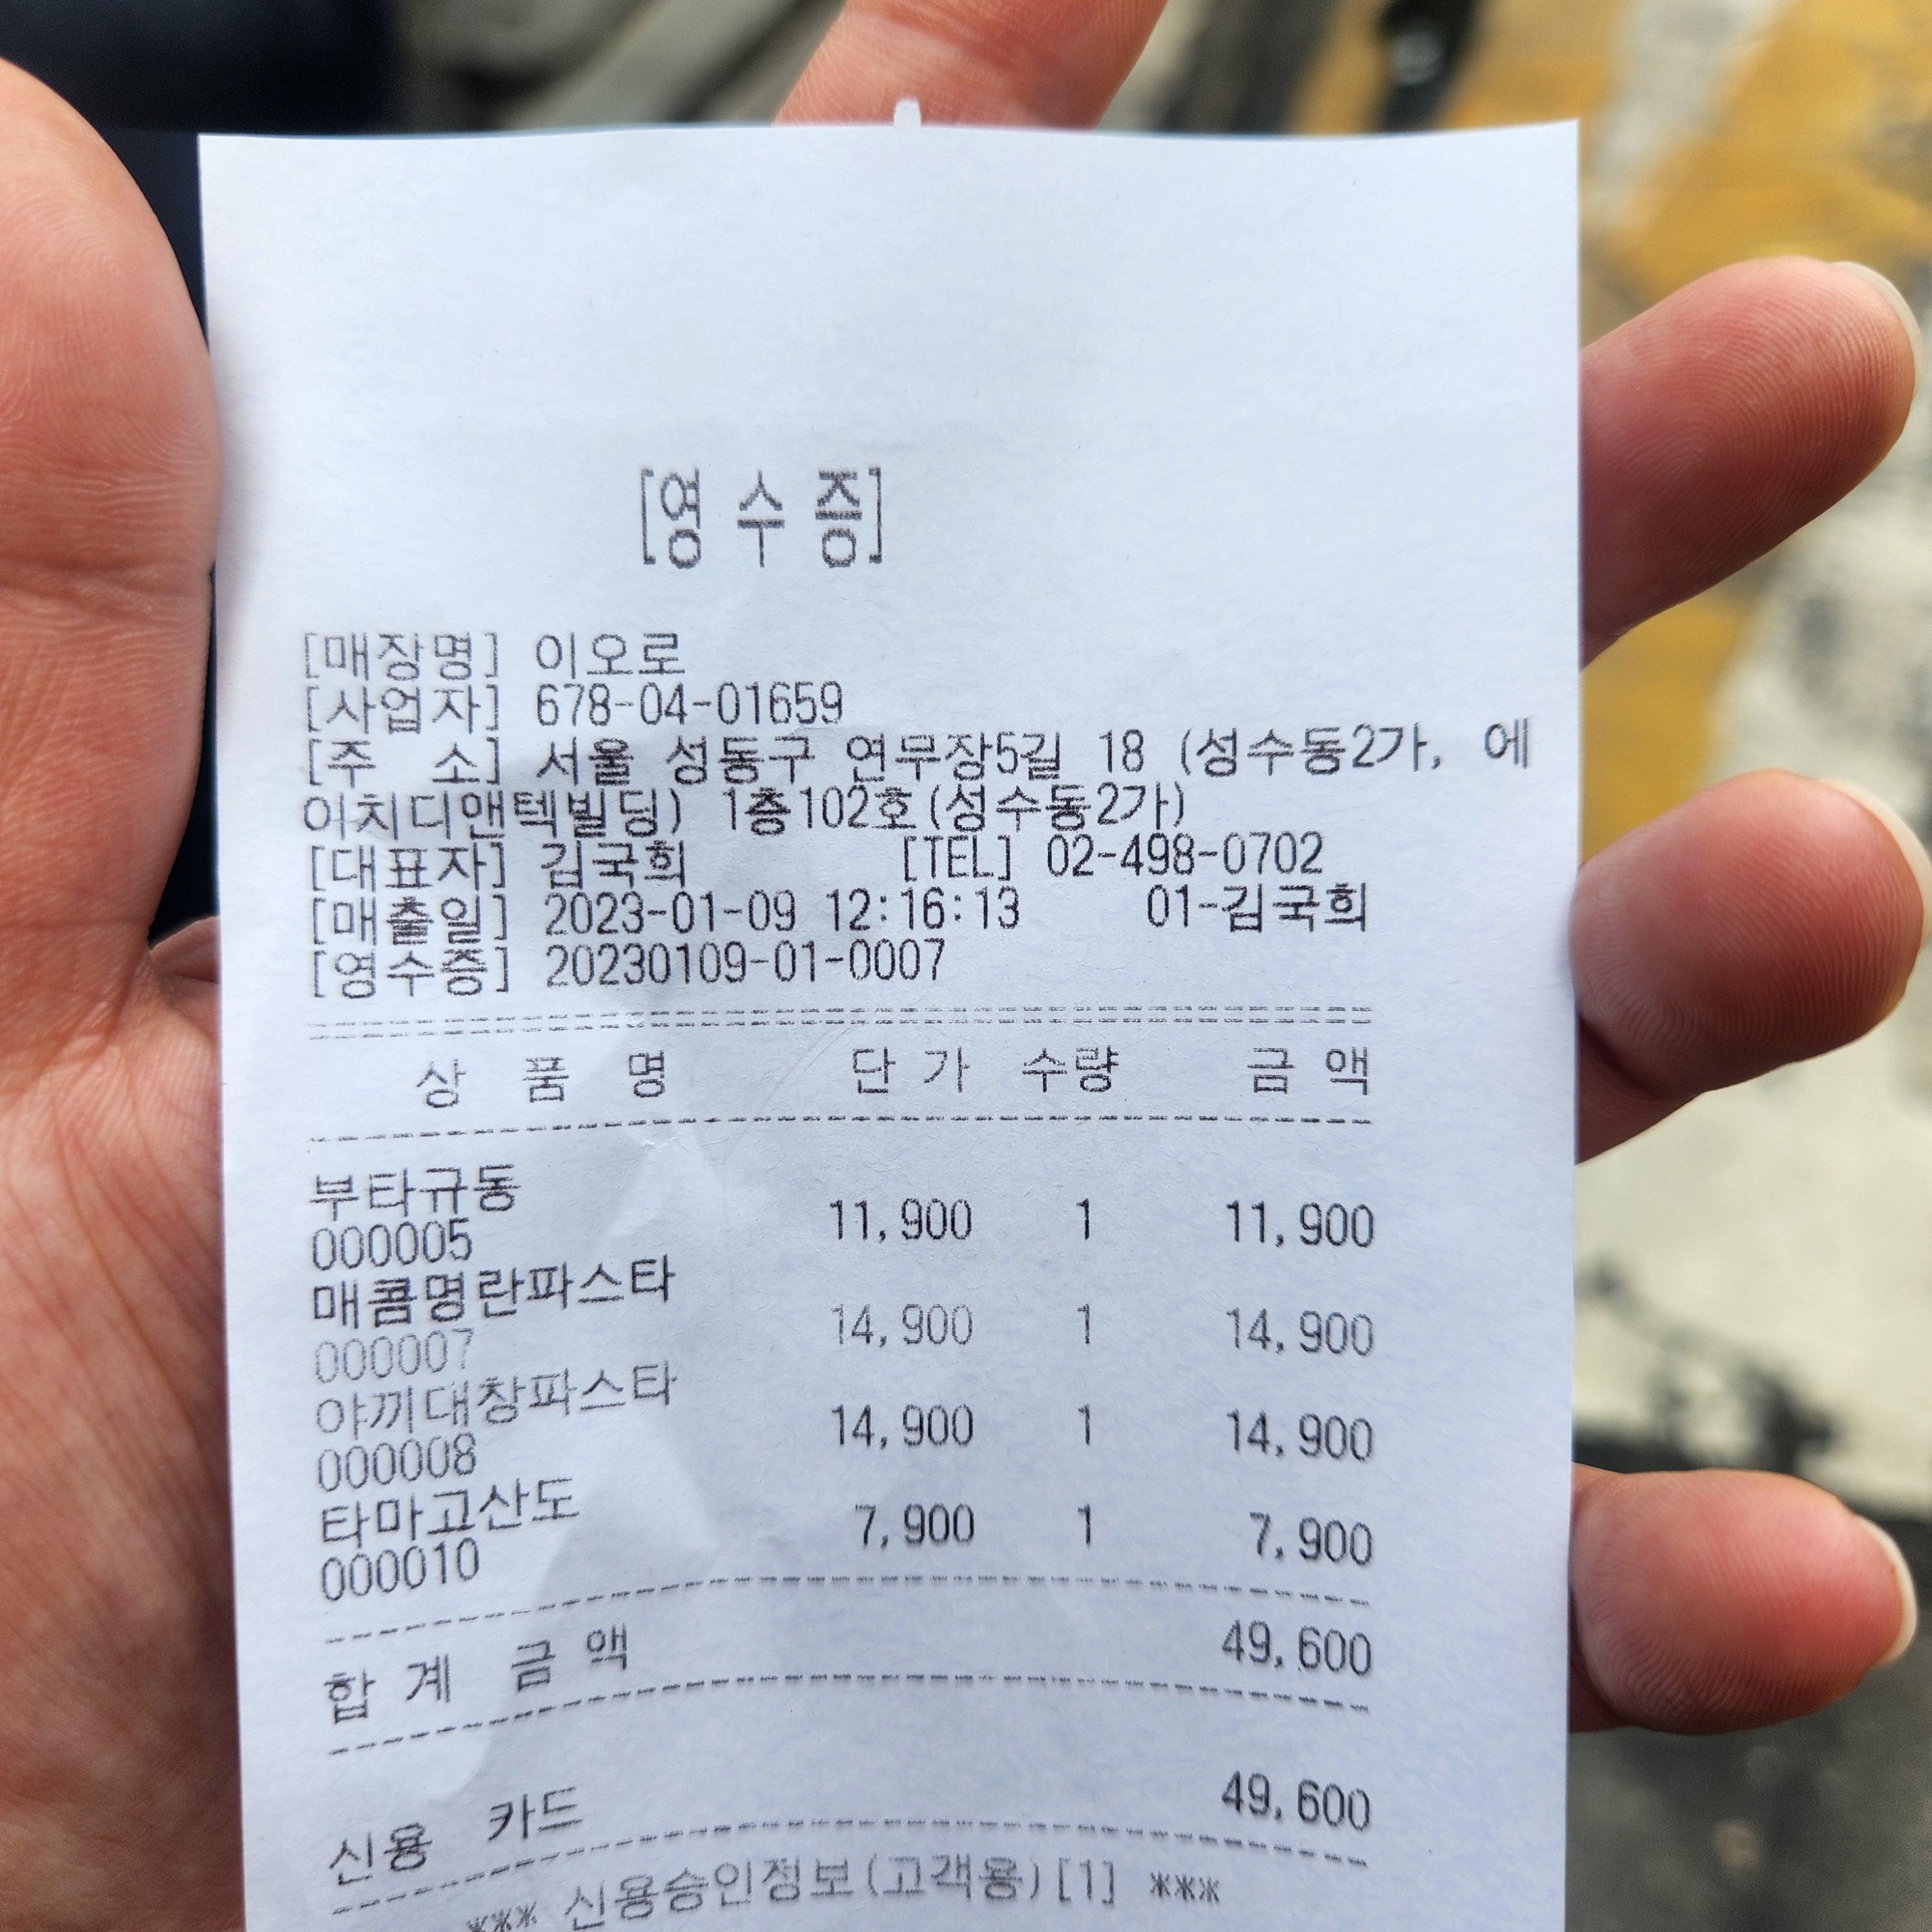 [영 수 증]
[매장명] 이오로
[사업자] 678-04-01659
[주 소] 서울 성동구 연무장5길 18 (성수동2가, 에
이치디앤텍빌딩) 1층102호(성수동2가)
[대표자] 김국희 [TEL] 02-498-0702
[매출일] 2023-01-09 12:16:13 01-김국희
[영수증] 20230109-01-0007
상 품 명 단 가 수량 금 액
부타규동
000005 11,900 1 11,900
매콤명란파스타
000007 14,900 1 14,900
야끼대창파스타
000008 14,900 1 14,900
타마고산도
000010 7,900 1 7,900
합 계 금 액 49,600
신용 카드 49,600
*** 신용승인정보(고객용)[1] ***